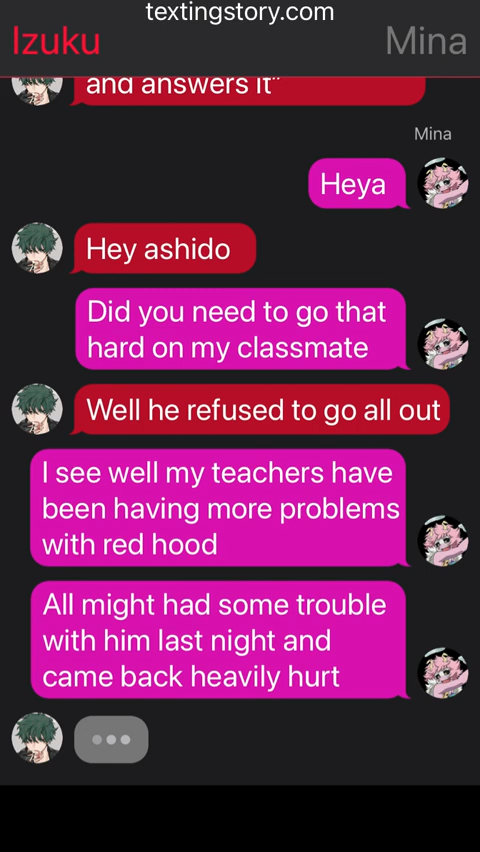 textingstory.com
Izuku
Mina
and answers it"
Mina
Heya
Hey ashido
Did you need to go that
hard on my classmate
Well he refused to go all out
I see well my teachers have
been having more problems
with red hood
All might had some trouble
with him last night and
came back heavily hurt